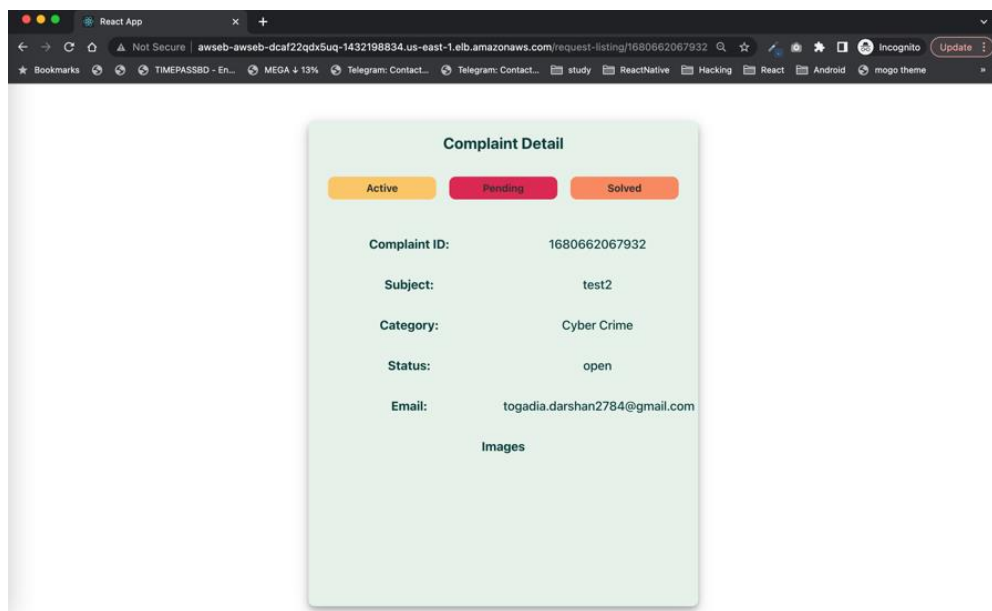 React App
Not Secure awseb-awseb-dcaf22qdx5uq-1432198834.us-east-1.elb.amazonaws.com/request-listing/1680662067932 Incognito Update
Bookmarks TIMEPASSBD - En... MEGA ↓ 13% Telegram: Contact... Telegram: Contact... study ReactNative Hacking React Android mogo theme »
Complaint Detail
Active Pending Solved
Complaint ID: 1680662067932
Subject: test2
Category: Cyber Crime
Status: open
Email: togadia.darshan2784@gmail.com
Images